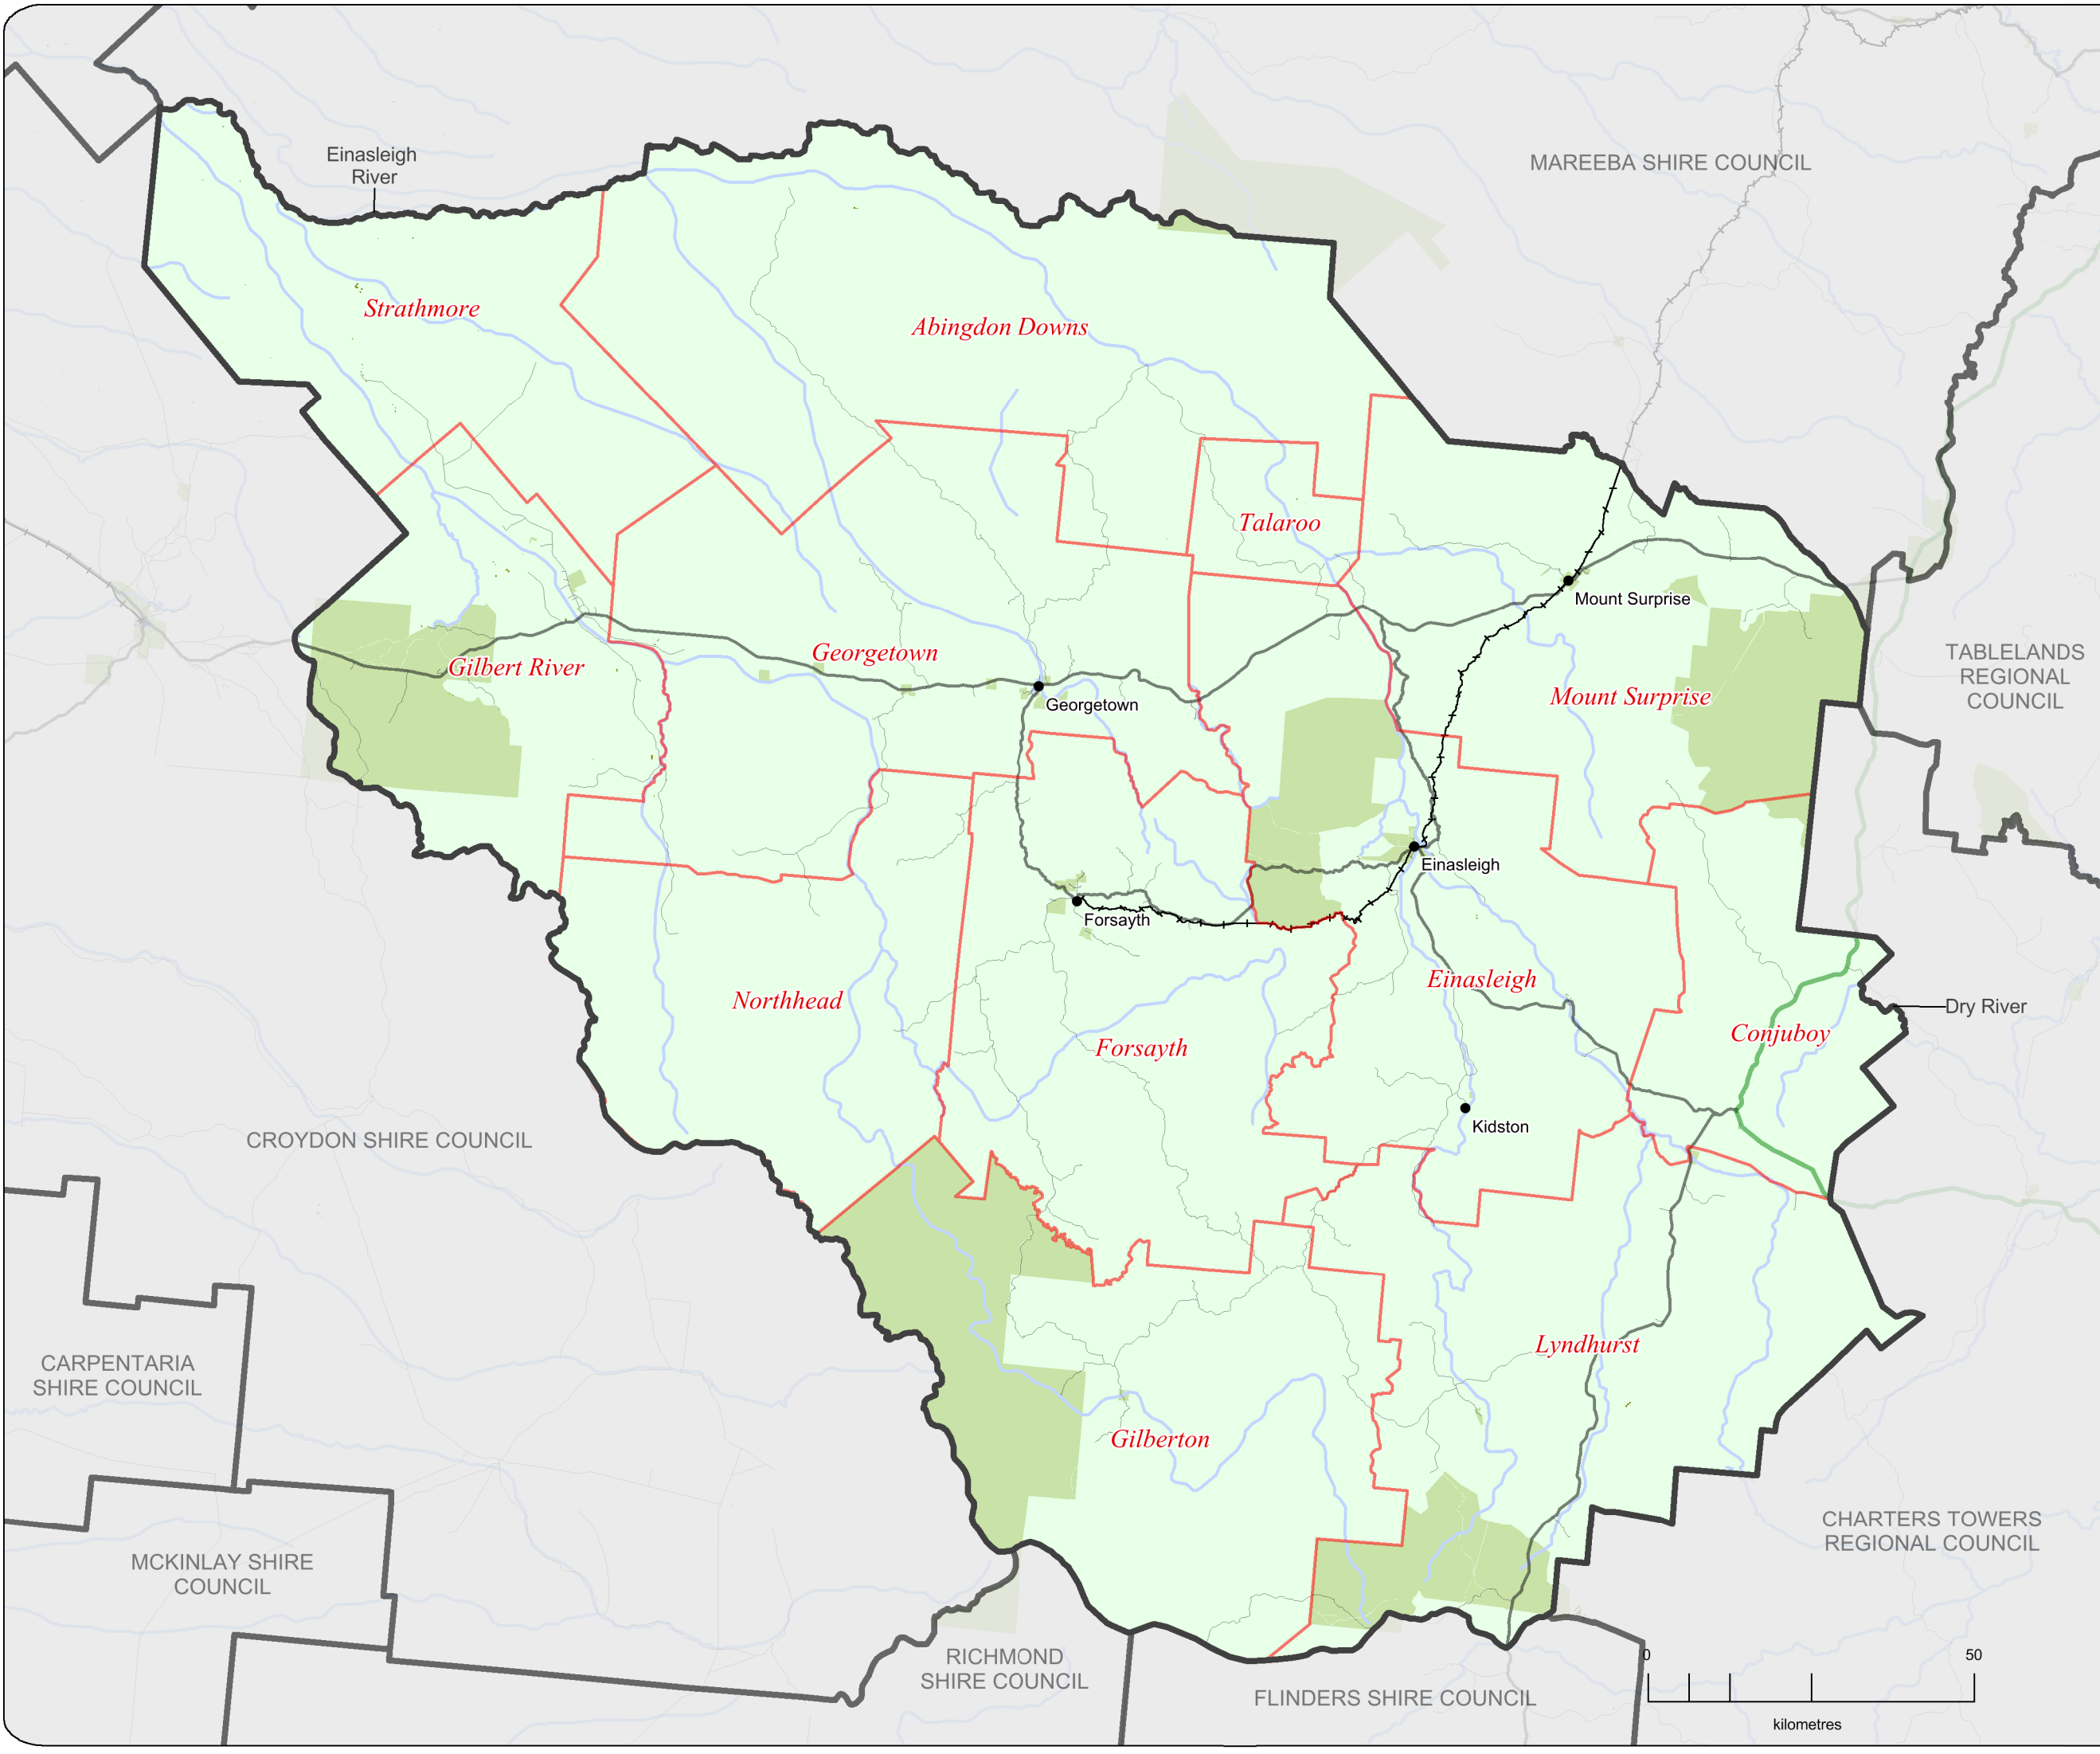 Einasleigh
River
MAREEBA SHIRE COUNCIL
Strathmore
Abingdon Downs
Talaroo
Mount Surprise
Georgetown
Gilbert River
TABLELANDS
REGIONAL
COUNCIL
Mount Surprise
Georgetown
Einasleigh
Forsayth
Einasleigh
Northhead
Dry River
Conjuboy
Forsayth
Kidston
CROYDON SHIRE COUNCIL
Lyndhurst
CARPENTARIA
SHIRE COUNCIL
Gilberton
CHARTERS TOWERS
REGIONAL COUNCIL
MCKINLAY SHIRE
COUNCIL
RICHMOND
SHIRE COUNCIL
FLINDERS SHIRE COUNCIL
0 50
kilometres